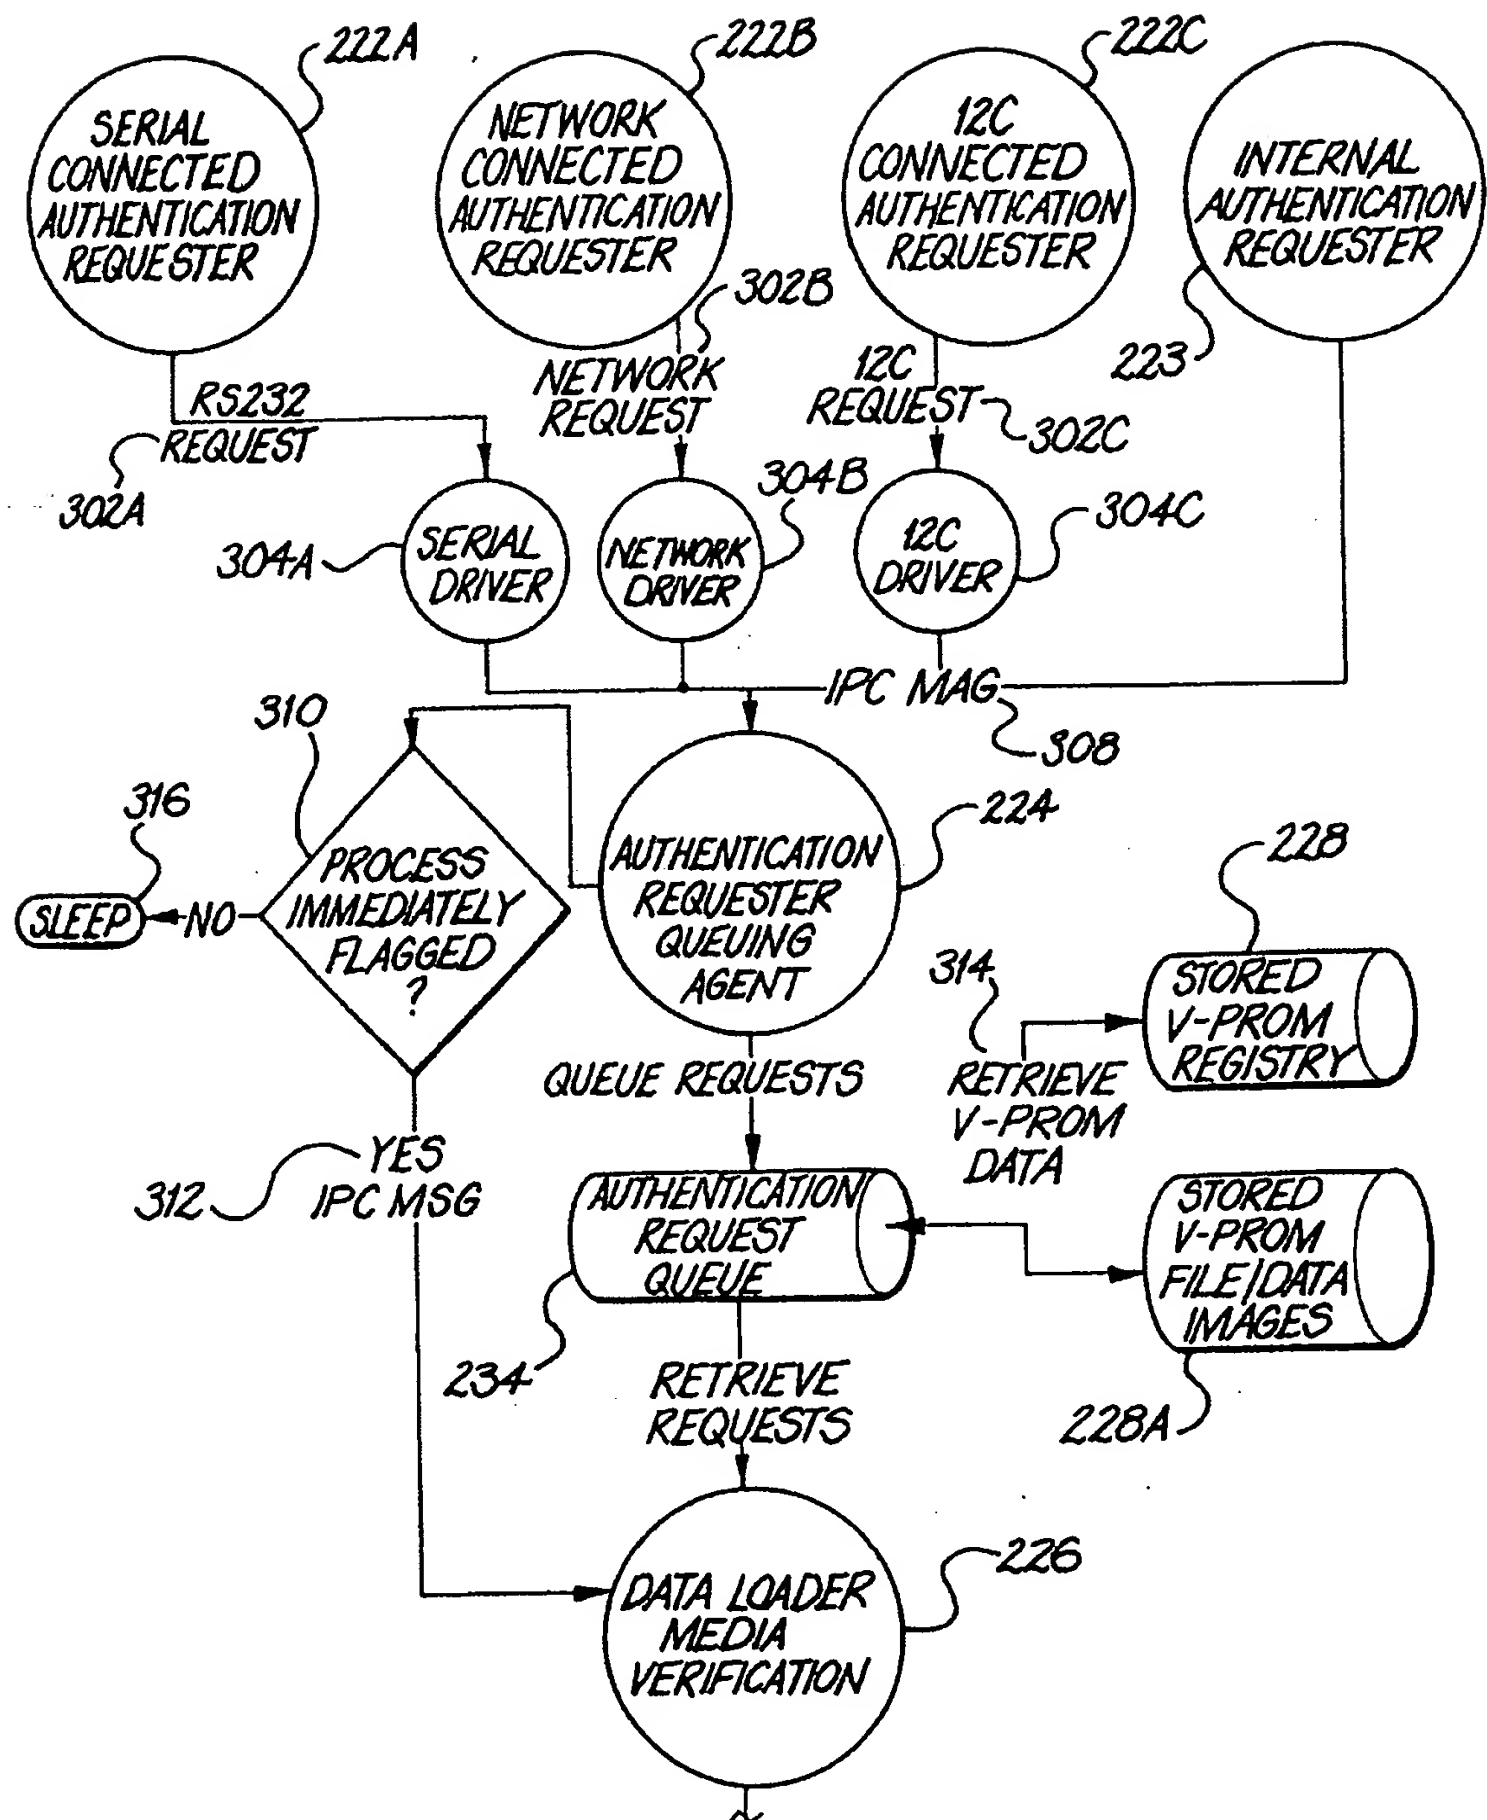 222A
222B
222C
SERIAL
CONNECTED
AUTHENTICATION
REQUESTER
NETWORK
CONNECTED
AUTHENTICATION
REQUESTER
12C
CONNECTED
AUTHENTICATION
REQUESTER
INTERNAL
AUTHENTICATION
REQUESTER
223
RS232
REQUEST
302A
302B
NETWORK
REQUEST
12C
REQUEST
302C
304A
SERIAL
DRIVER
304B
NETWORK
DRIVER
12C
DRIVER
304C
IPC MAG
308
310
316
SLEEP
NO
PROCESS
IMMEDIATELY
FLAGGED
?
AUTHENTICATION
REQUESTER
QUEUING
AGENT
224
228
STORED
V-PROM
REGISTRY
314
RETRIEVE
V-PROM
DATA
QUEUE REQUESTS
312
YES
IPC MSG
AUTHENTICATION
REQUEST
QUEUE
234
STORED
V-PROM
FILE/DATA
IMAGES
228A
RETRIEVE
REQUESTS
DATA LOADER
MEDIA
VERIFICATION
226